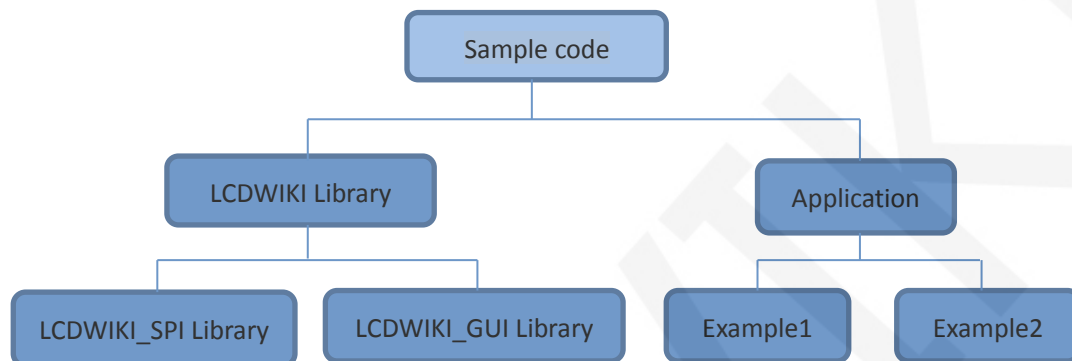 Sample code
LCDWIKI Library
Application
LCDWIKI_SPI Library
LCDWIKI_GUI Library
Example1
Example2